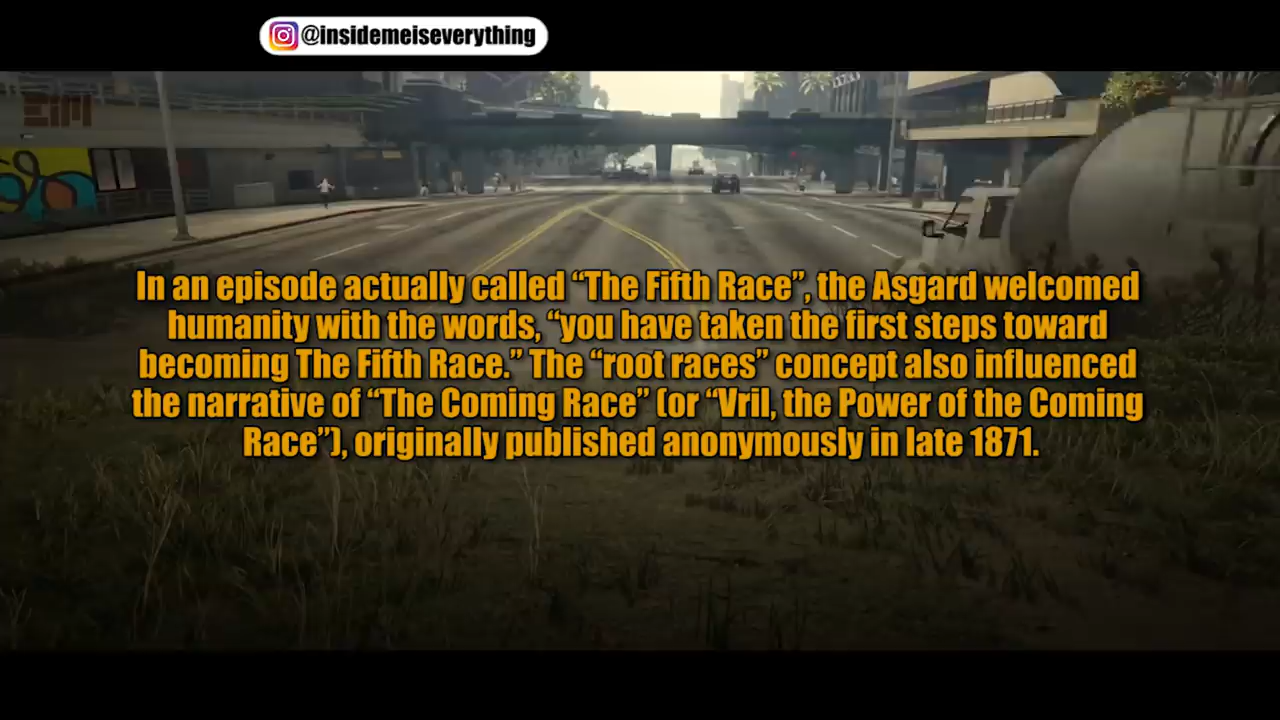 @insidemeiseverything
EIM
In an episode actually called “The Fifth Race”, the Asgard welcomed
humanity with the words, “you have taken the first steps toward
becoming The Fifth Race.” The “root races” concept also influenced
the narrative of “The Coming Race” (or “Vril, the Power of the Coming
Race”), originally published anonymously in late 1871.